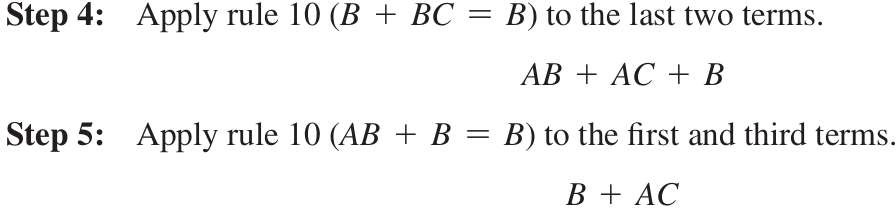 Step 4: Apply rule 10 (B + BC = B) to the last two terms.
AB + AC + B
Step 5: Apply rule 10 (AB + B = B) to the first and third terms.
B + AC